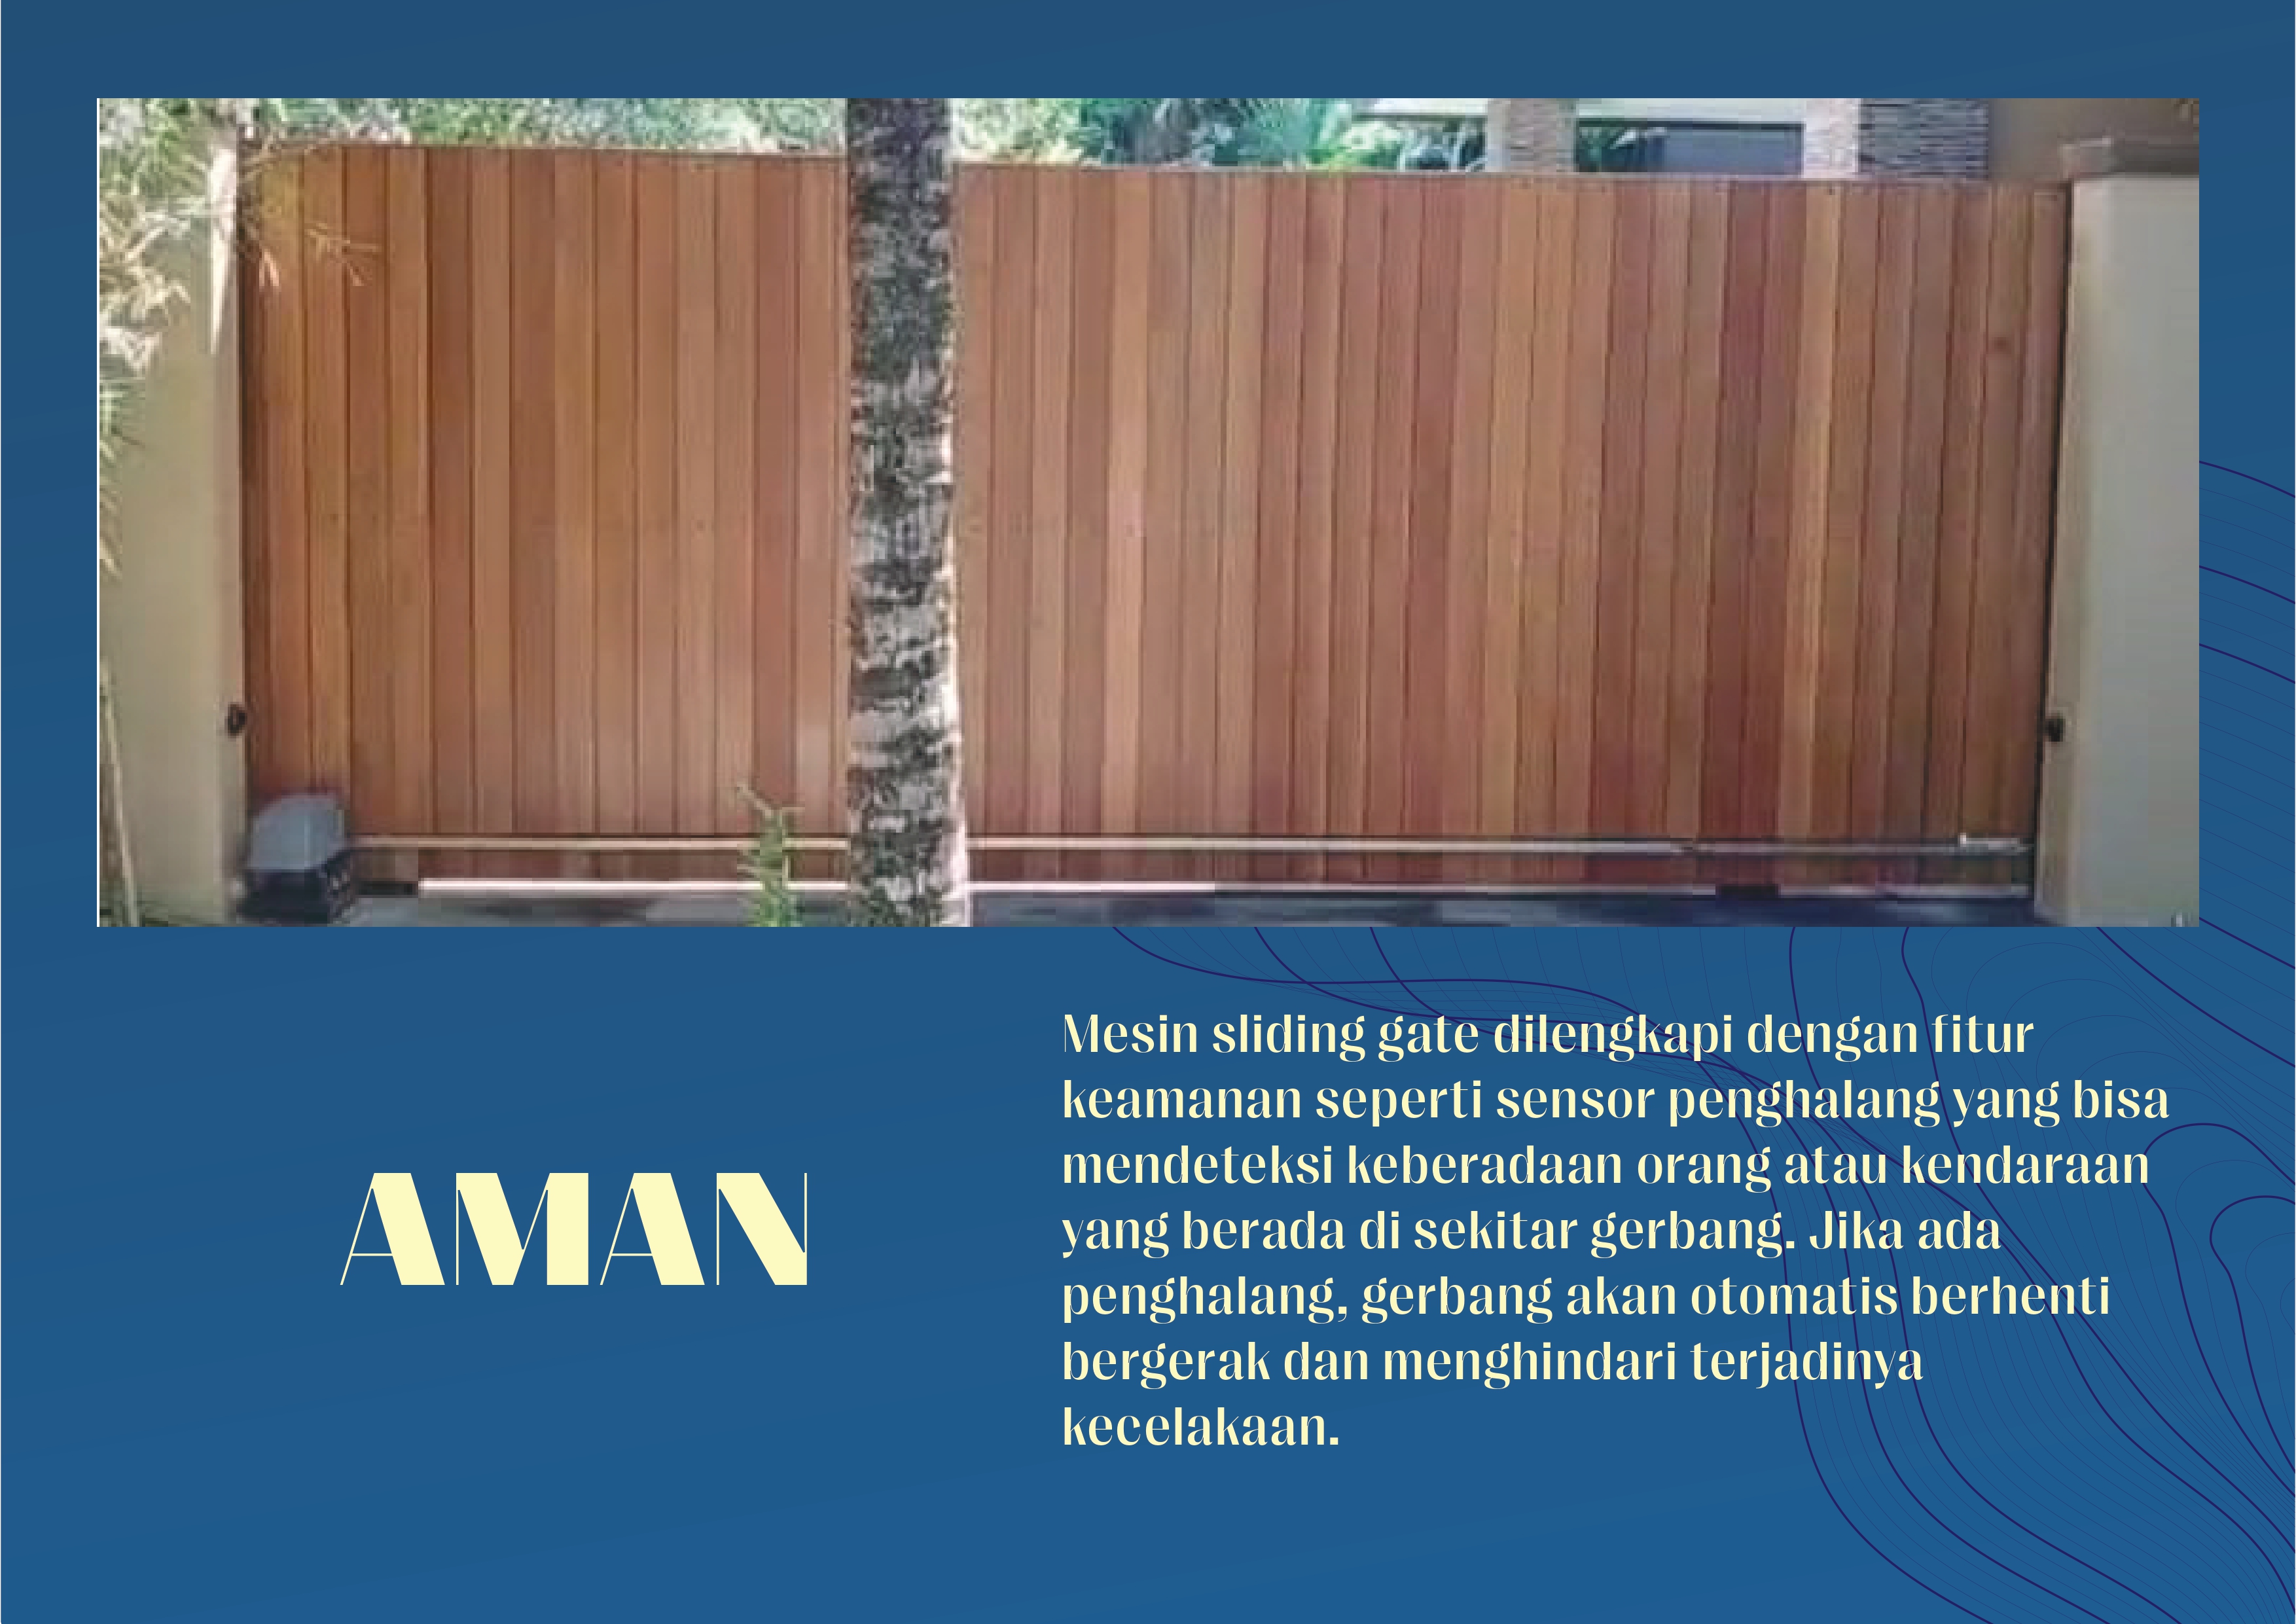 AMAN
Mesin sliding gate dilengkapi dengan fitur
keamanan seperti sensor penghalang yang bisa
mendeteksi keberadaan orang atau kendaraan
yang berada di sekitar gerbang. Jika ada
penghalang, gerbang akan otomatis berhenti
bergerak dan menghindari terjadinya
kecelakaan.